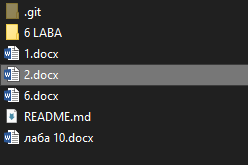 .git
6 LABA
1.docx
2.docx
6.docx
README.md
лаба 10.docx